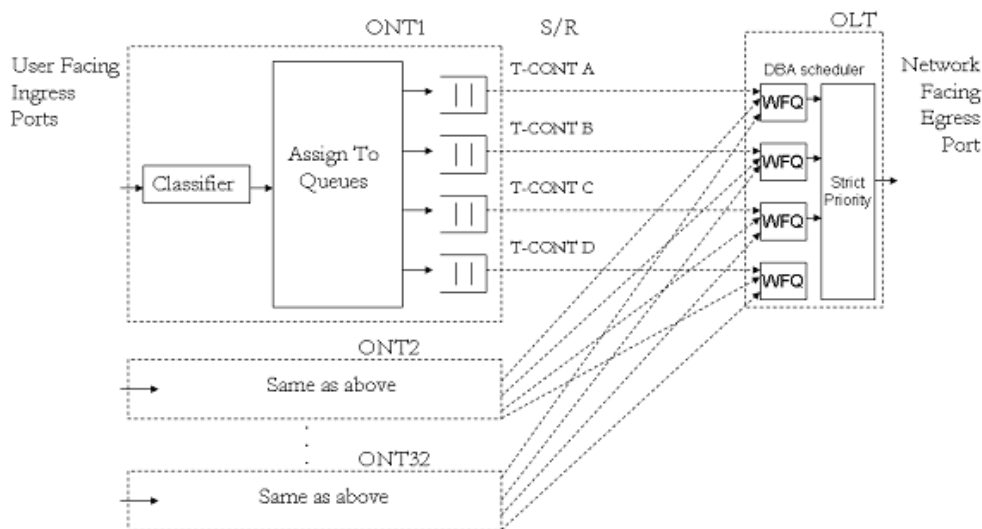 ONT1
S/R
OLT
User Facing
Ingress
Ports
Classifier
Assign To
Queues
T-CONT A
T-CONT B
T-CONT C
T-CONT D
DBA scheduler
WFQ
WFQ
WFQ
WFQ
Strict
Priority
Network
Facing
Egress
Port
ONT2
Same as above
ONT32
Same as above